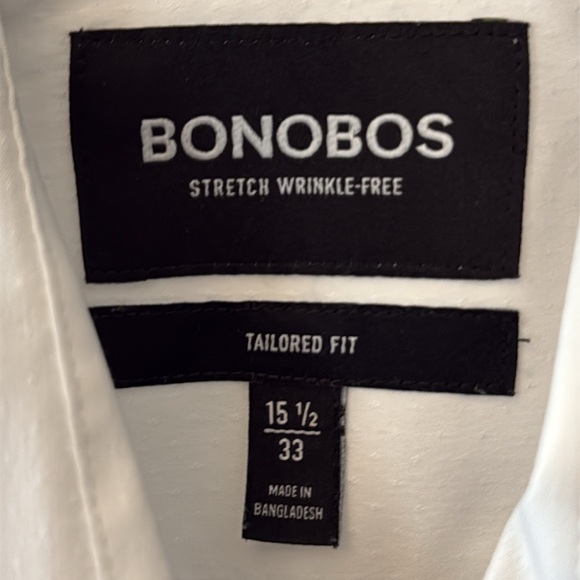 BONOBOS
STRETCH WRINKLE-FREE
TAILORED FIT
15 ½
33
MADE IN
BANGLADESH